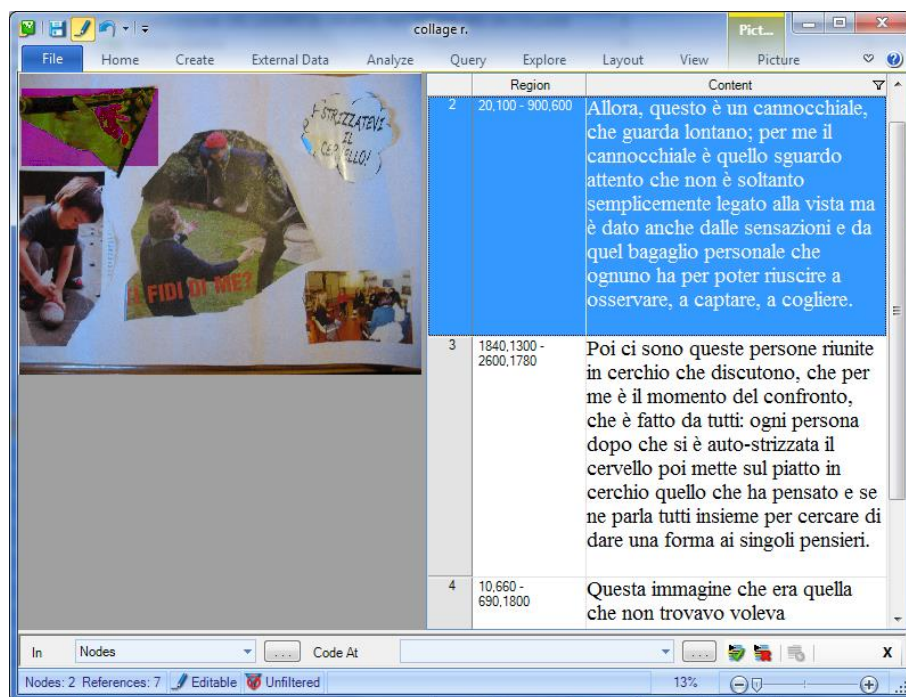 collage r.
Pict...
File Home Create External Data Analyze Query Explore Layout View Picture
Region Content
STRIZZATEVI
IL
CERVELLO!
FIDI DI ME?
2 20,100 - 900,600
Allora, questo è un cannocchiale,
che guarda lontano; per me il
cannocchiale è quello sguardo
attento che non è soltanto
semplicemente legato alla vista ma
è dato anche dalle sensazioni e da
quel bagaglio personale che
ognuno ha per poter riuscire a
osservare, a captare, a cogliere.
3 1840,1300 -
2600,1780
Poi ci sono queste persone riunite
in cerchio che discutono, che per
me è il momento del confronto,
che è fatto da tutti: ogni persona
dopo che si è auto-strizzata il
cervello poi mette sul piatto in
cerchio quello che ha pensato e se
ne parla tutti insieme per cercare di
dare una forma ai singoli pensieri.
4 10,660 -
690,1800
Questa immagine che era quella
che non trovavo voleva
In Nodes ... Code At ... X
Nodes: 2 References: 7 Editable Unfiltered 13%